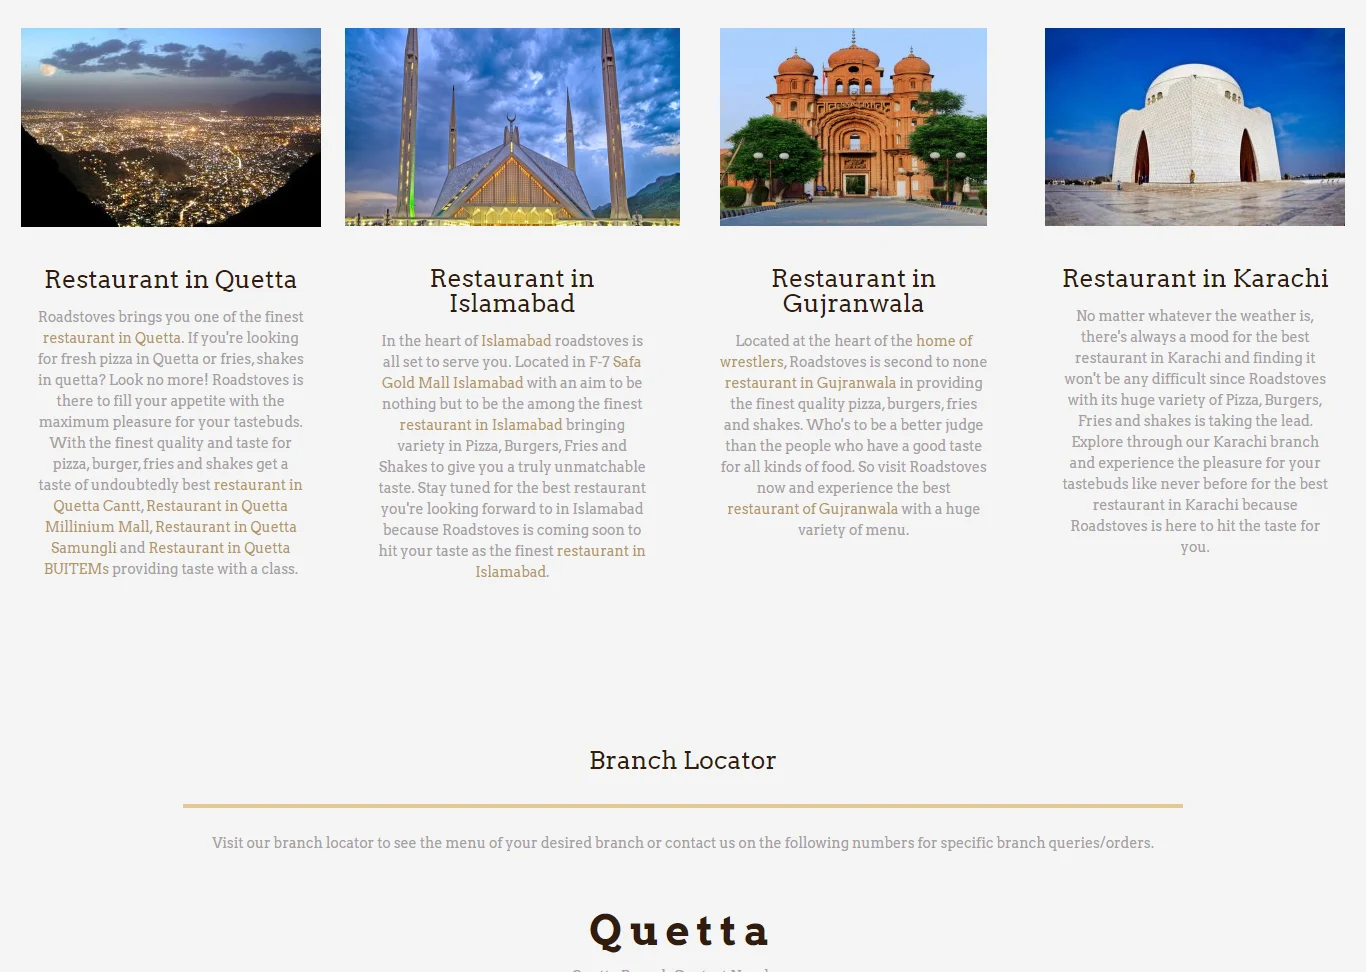 Restaurant in Quetta
Roadstoves brings you one of the finest
restaurant in Quetta. If you're looking
for fresh pizza in Quetta or fries, shakes
in quetta? Look no more! Roadstoves is
there to fill your appetite with the
maximum pleasure for your tastebuds.
With the finest quality and taste for
pizza, burger, fries and shakes get a
taste of undoubtedly best restaurant in
Quetta Cantt, Restaurant in Quetta
Millinium Mall, Restaurant in Quetta
Samungli and Restaurant in Quetta
BUITEMs providing taste with a class.
Restaurant in
Islamabad
In the heart of Islamabad roadstoves is
all set to serve you. Located in F-7 Safa
Gold Mall Islamabad with an aim to be
nothing but to be the among the finest
restaurant in Islamabad bringing
variety in Pizza, Burgers, Fries and
Shakes to give you a truly unmatchable
taste. Stay tuned for the best restaurant
you're looking forward to in Islamabad
because Roadstoves is coming soon to
hit your taste as the finest restaurant in
Islamabad.
Restaurant in
Gujranwala
Located at the heart of the home of
wrestlers, Roadstoves is second to none
restaurant in Gujranwala in providing
the finest quality pizza, burgers, fries
and shakes. Who's to be a better judge
than the people who have a good taste
for all kinds of food. So visit Roadstoves
now and experience the best
restaurant of Gujranwala with a huge
variety of menu.
Restaurant in Karachi
No matter whatever the weather is,
there's always a mood for the best
restaurant in Karachi and finding it
won't be any difficult since Roadstoves
with its huge variety of Pizza, Burgers,
Fries and shakes is taking the lead.
Explore through our Karachi branch
and experience the pleasure for your
tastebuds like never before for the best
restaurant in Karachi because
Roadstoves is here to hit the taste for
you.
Branch Locator
Visit our branch locator to see the menu of your desired branch or contact us on the following numbers for specific branch queries/orders.
Quetta